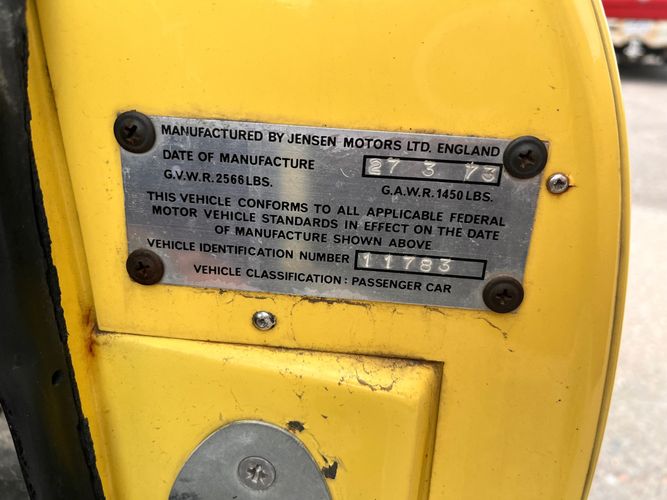 MANUFACTURED BY JENSEN MOTORS LTD. ENGLAND
DATE OF MANUFACTURE 27 3 73
G.V.W.R. 2566 LBS. G.A.W.R. 1450 LBS.
THIS VEHICLE CONFORMS TO ALL APPLICABLE FEDERAL
MOTOR VEHICLE STANDARDS IN EFFECT ON THE DATE
OF MANUFACTURE SHOWN ABOVE
VEHICLE IDENTIFICATION NUMBER 11783
VEHICLE CLASSIFICATION : PASSENGER CAR